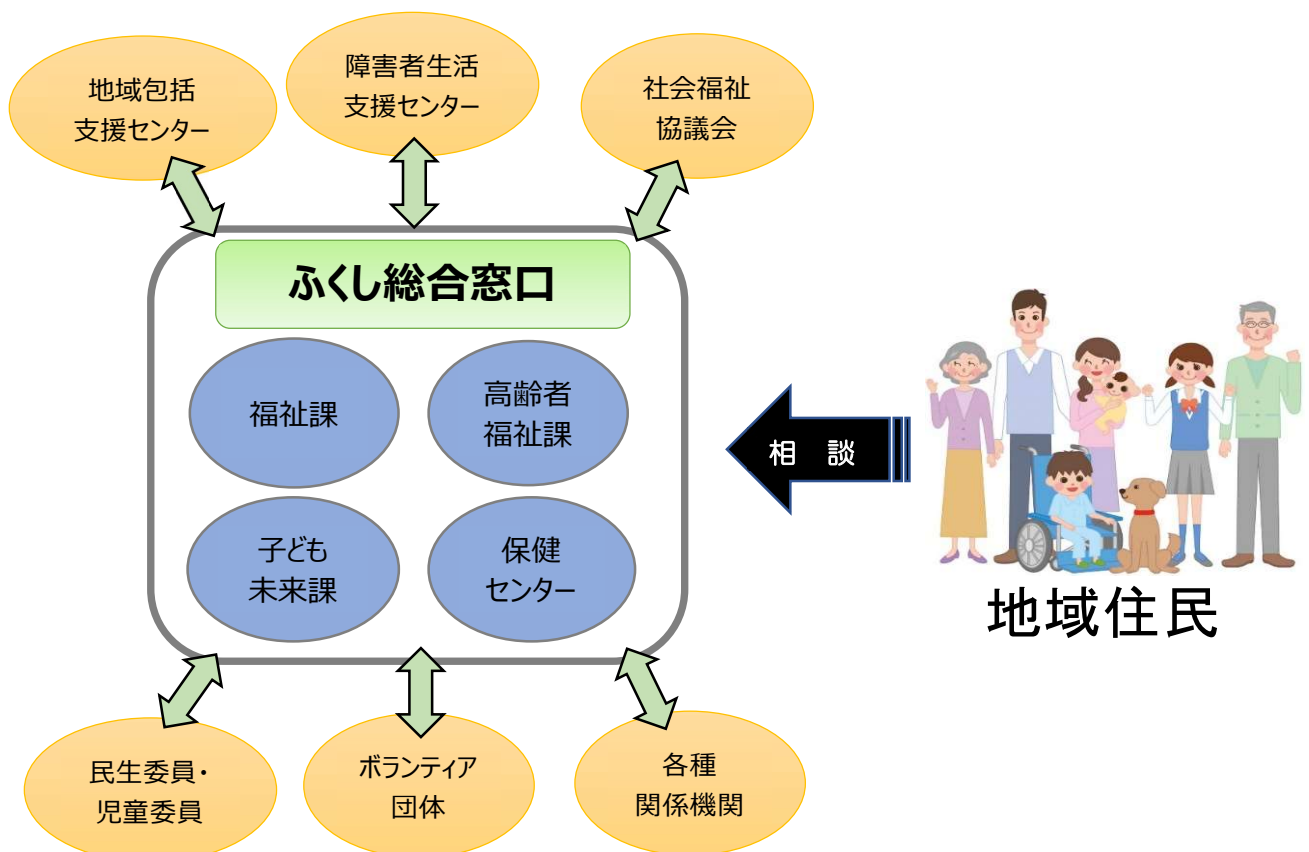 地域包括
支援センター
障害者生活
支援センター
社会福祉
協議会
ふくし総合窓口
福祉課
高齢者
福祉課
子ども
未来課
保健
センター
相 談
地域住民
民生委員・
児童委員
ボランティア
団体
各種
関係機関